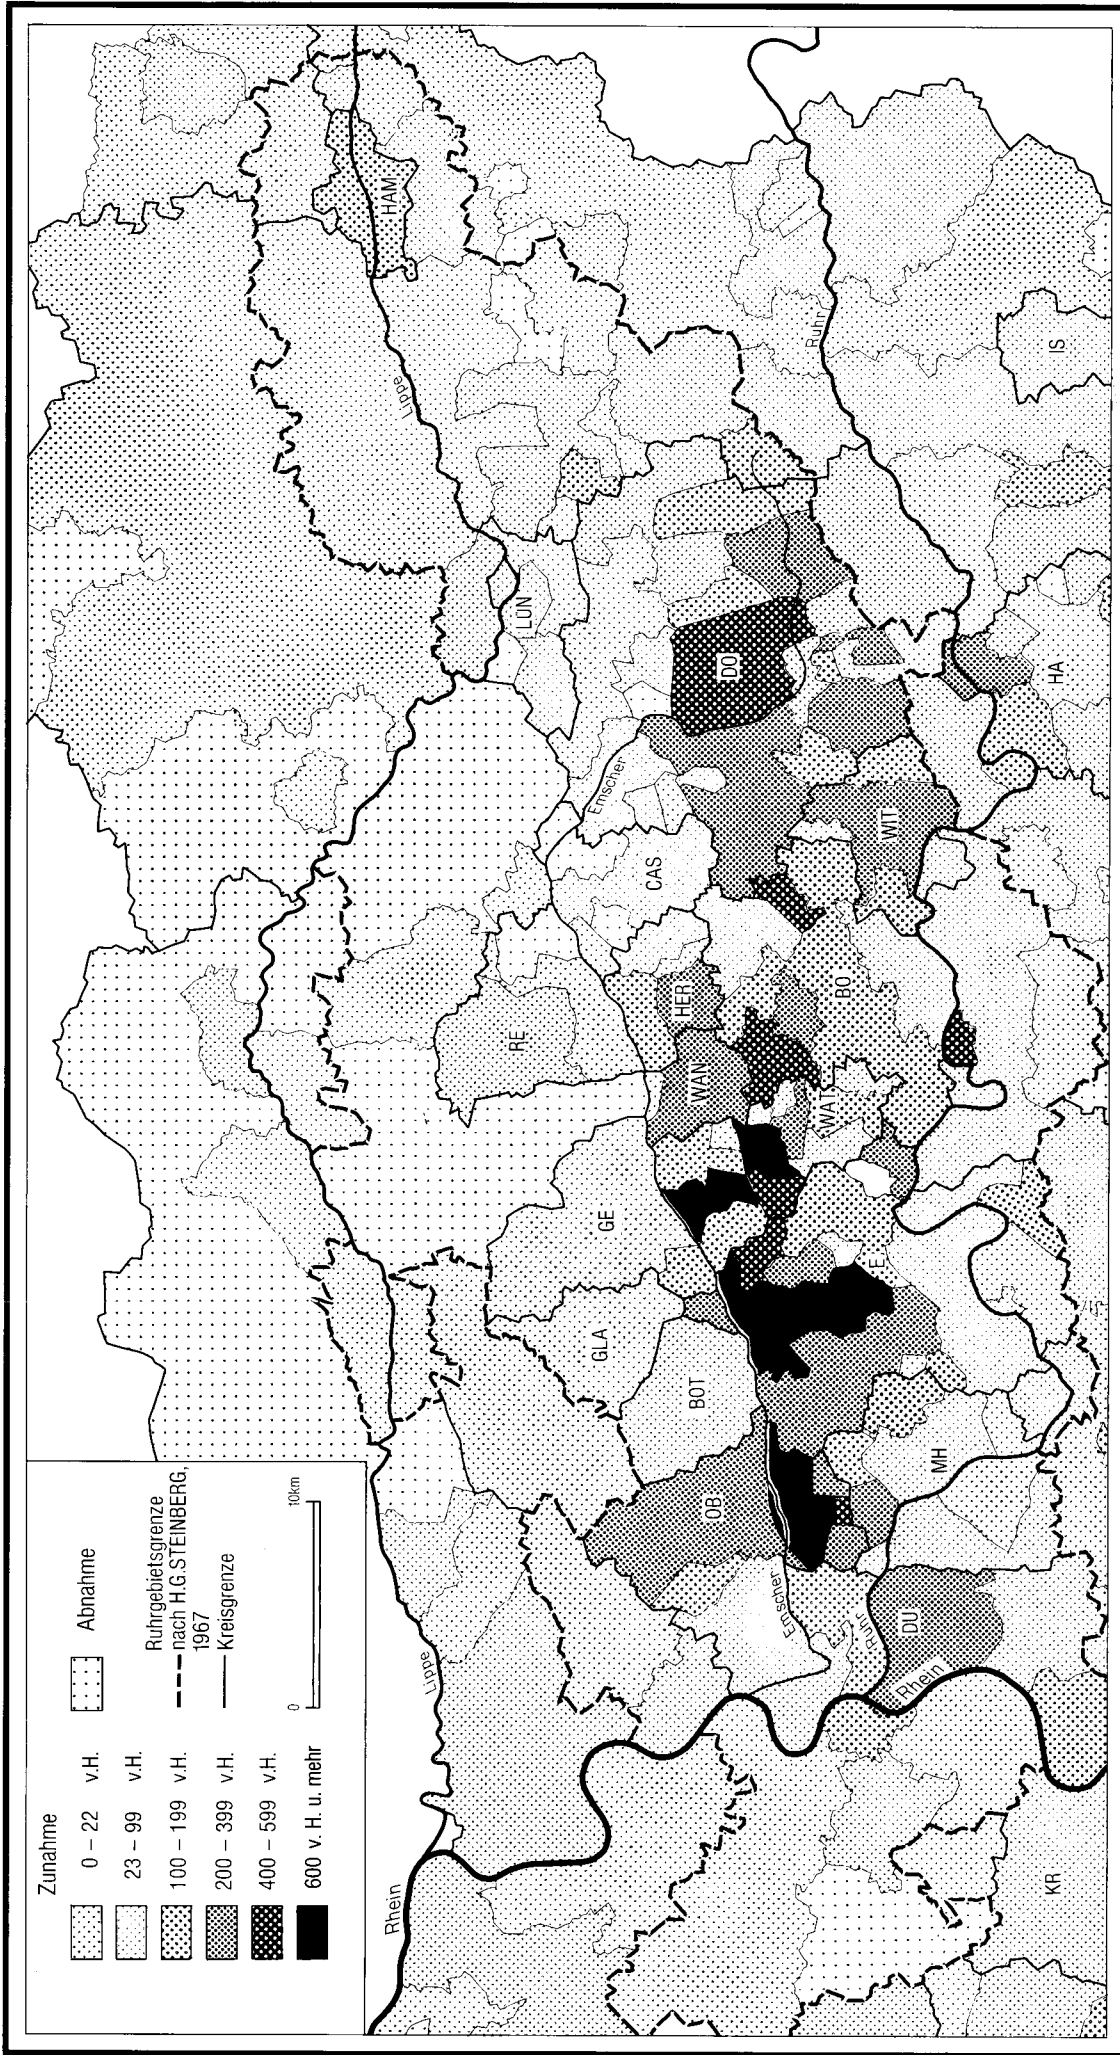 Zunahme
0 – 22 v.H.
23 – 99 v.H.
100 – 199 v.H.
200 – 399 v.H.
400 – 599 v.H.
600 v. H. u. mehr
Abnahme
Ruhrgebietsgrenze
nach H.G.STEINBERG,
1967
Kreisgrenze
0 10km
Rhein
Lippe
Lippe
HAM
LÜN
RE
GE
GLA
BOT
OB
Emscher
Emscher
CAS
HER
WAN
DO
WIT
BO
WAT
E
MH
DU
Ruhr
Ruhr
Rhein
KR
HA
IS